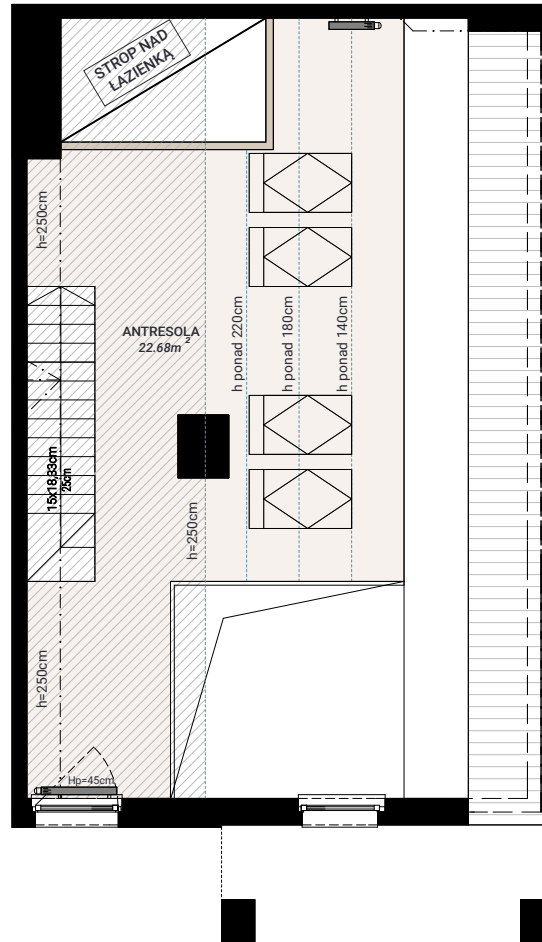 STROP NAD
ŁAZIENKĄ
h=250cm
ANTRESOLA
22.68m²
h ponad 220cm
h ponad 180cm
h ponad 140cm
15x18,33cm
25cm
h=250cm
h=250cm
Hp=45cm